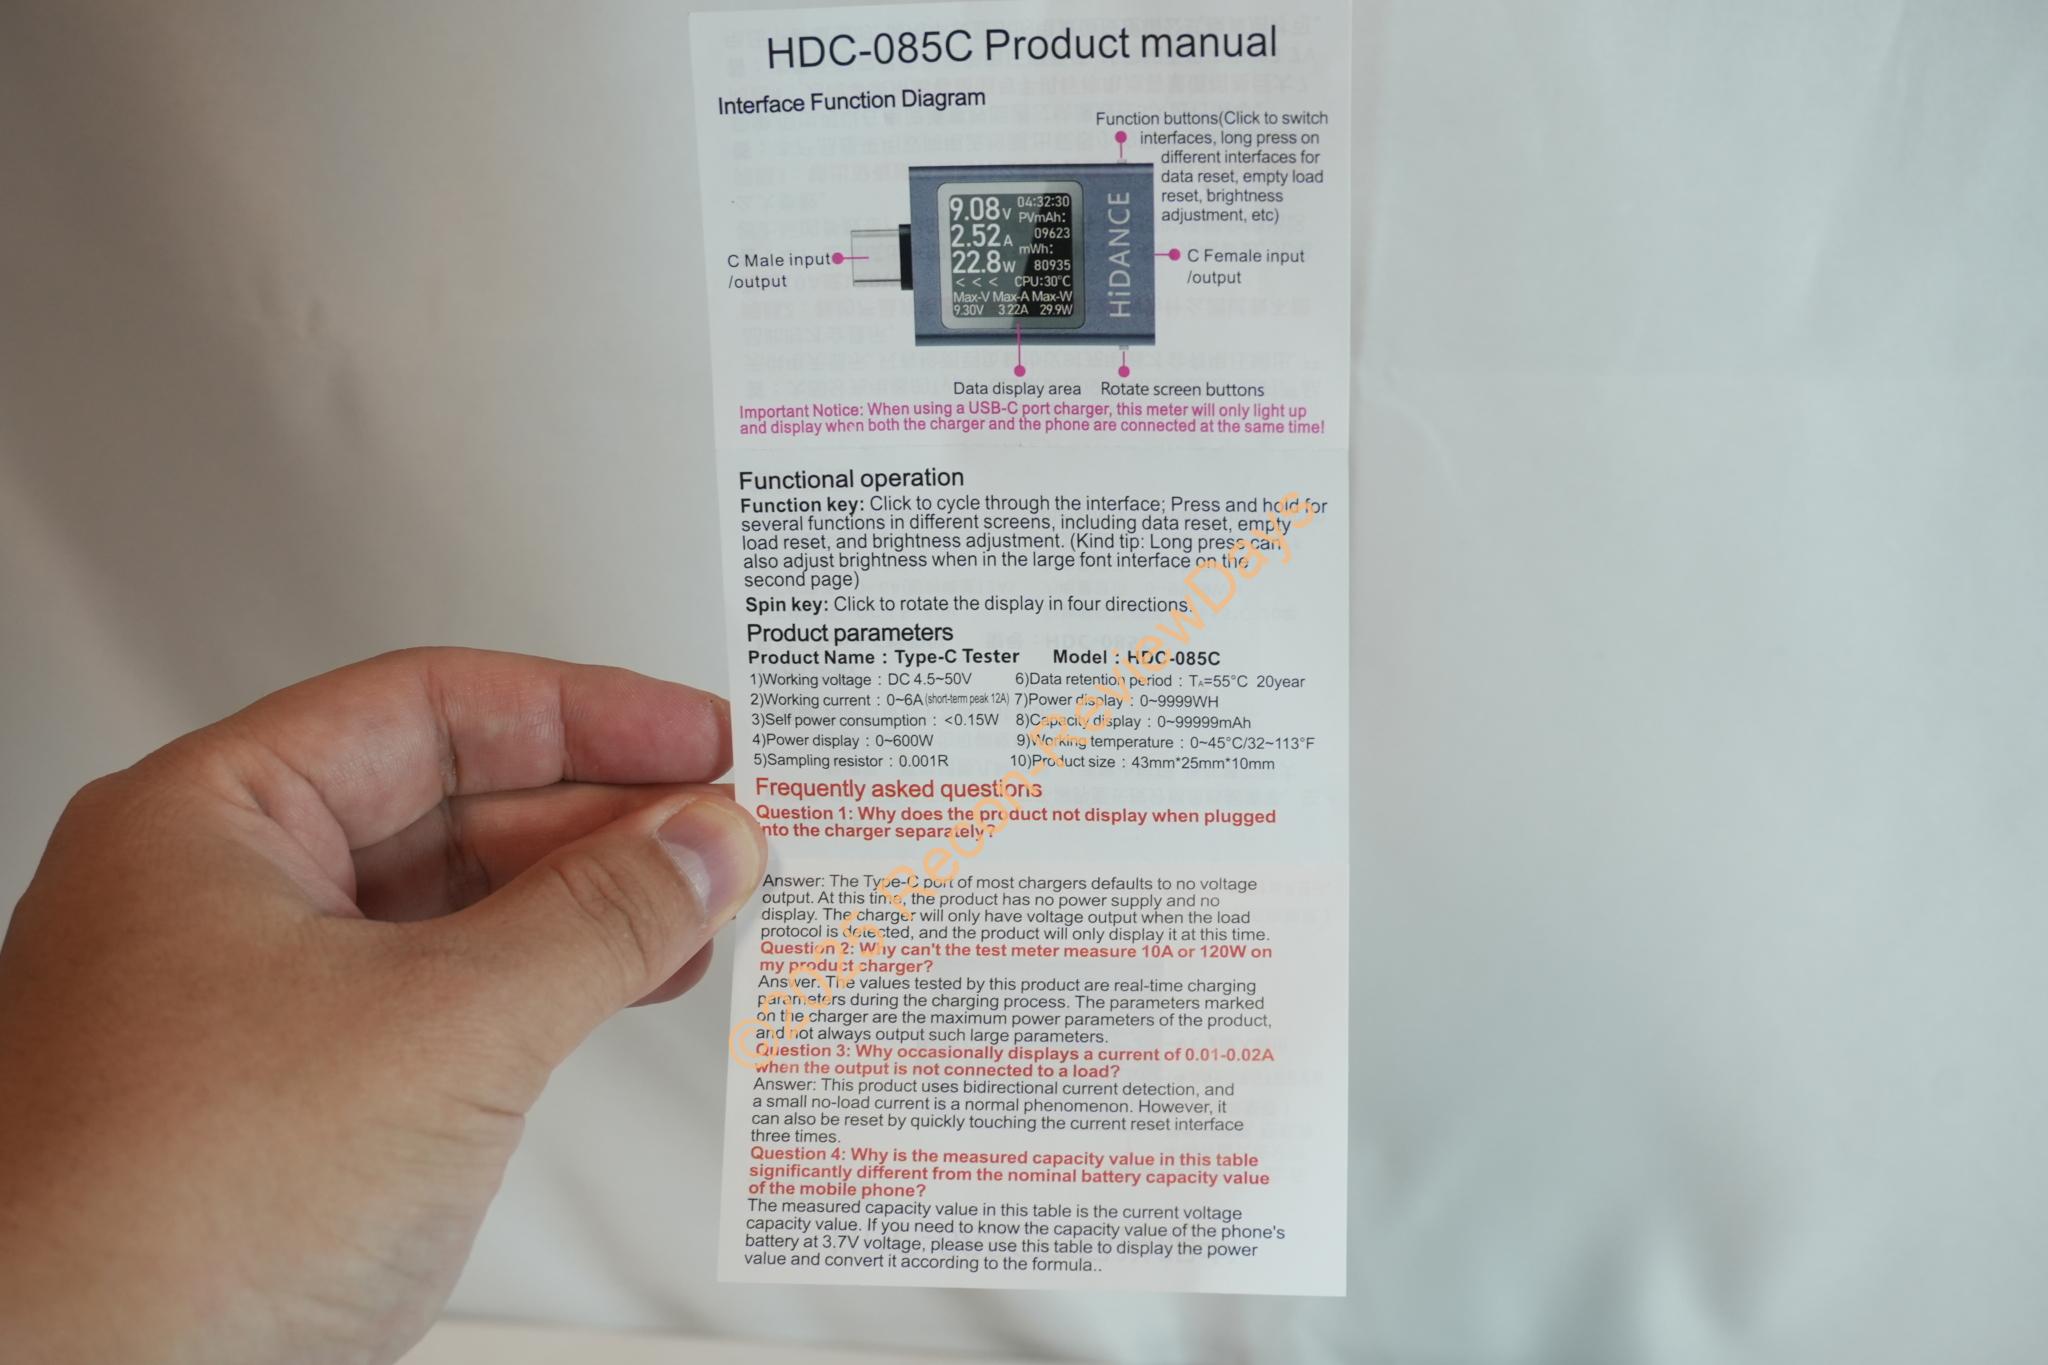 HDC-085C Product manual
Interface Function Diagram
Function buttons(Click to switch
interfaces, long press on
different interfaces for
data reset, empty load
reset, brightness
adjustment, etc)
9.08V 04:32:30
PVmAh:
2.52A 09623
mWh:
22.8W 80935
< < < CPU:30°C
Max-V Max-A Max-W
9.30V 3.22A 29.9W
HiDANCE
C Male input
/output
C Female input
/output
Data display area Rotate screen buttons
Important Notice: When using a USB-C port charger, this meter will only light up
and display when both the charger and the phone are connected at the same time!
Functional operation
Function key: Click to cycle through the interface; Press and hold for
several functions in different screens, including data reset, empty
load reset, and brightness adjustment. (Kind tip: Long press can
also adjust brightness when in the large font interface on the
second page)
Spin key: Click to rotate the display in four directions.
Product parameters
Product Name : Type-C Tester Model : HDC-085C
1)Working voltage : DC 4.5~50V 6)Data retention period : TA=55°C 20year
2)Working current : 0~6A(short-term peak 12A) 7)Power display : 0~9999WH
3)Self power consumption : <0.15W 8)Capacity display : 0~99999mAh
4)Power display : 0~600W 9)Working temperature : 0~45°C/32~113°F
5)Sampling resistor : 0.001R 10)Product size : 43mm*25mm*10mm
Frequently asked questions
Question 1: Why does the product not display when plugged
into the charger separately?
Answer: The Type-C port of most chargers defaults to no voltage
output. At this time, the product has no power supply and no
display. The charger will only have voltage output when the load
protocol is detected, and the product will only display it at this time.
Question 2: Why can't the test meter measure 10A or 120W on
my product charger?
Answer: The values tested by this product are real-time charging
parameters during the charging process. The parameters marked
on the charger are the maximum power parameters of the product,
and not always output such large parameters.
Question 3: Why occasionally displays a current of 0.01-0.02A
when the output is not connected to a load?
Answer: This product uses bidirectional current detection, and
a small no-load current is a normal phenomenon. However, it
can also be reset by quickly touching the current reset interface
three times.
Question 4: Why is the measured capacity value in this table
significantly different from the nominal battery capacity value
of the mobile phone?
The measured capacity value in this table is the current voltage
capacity value. If you need to know the capacity value of the phone's
battery at 3.7V voltage, please use this table to display the power
value and convert it according to the formula..
©2025 Recon-ReviewDays